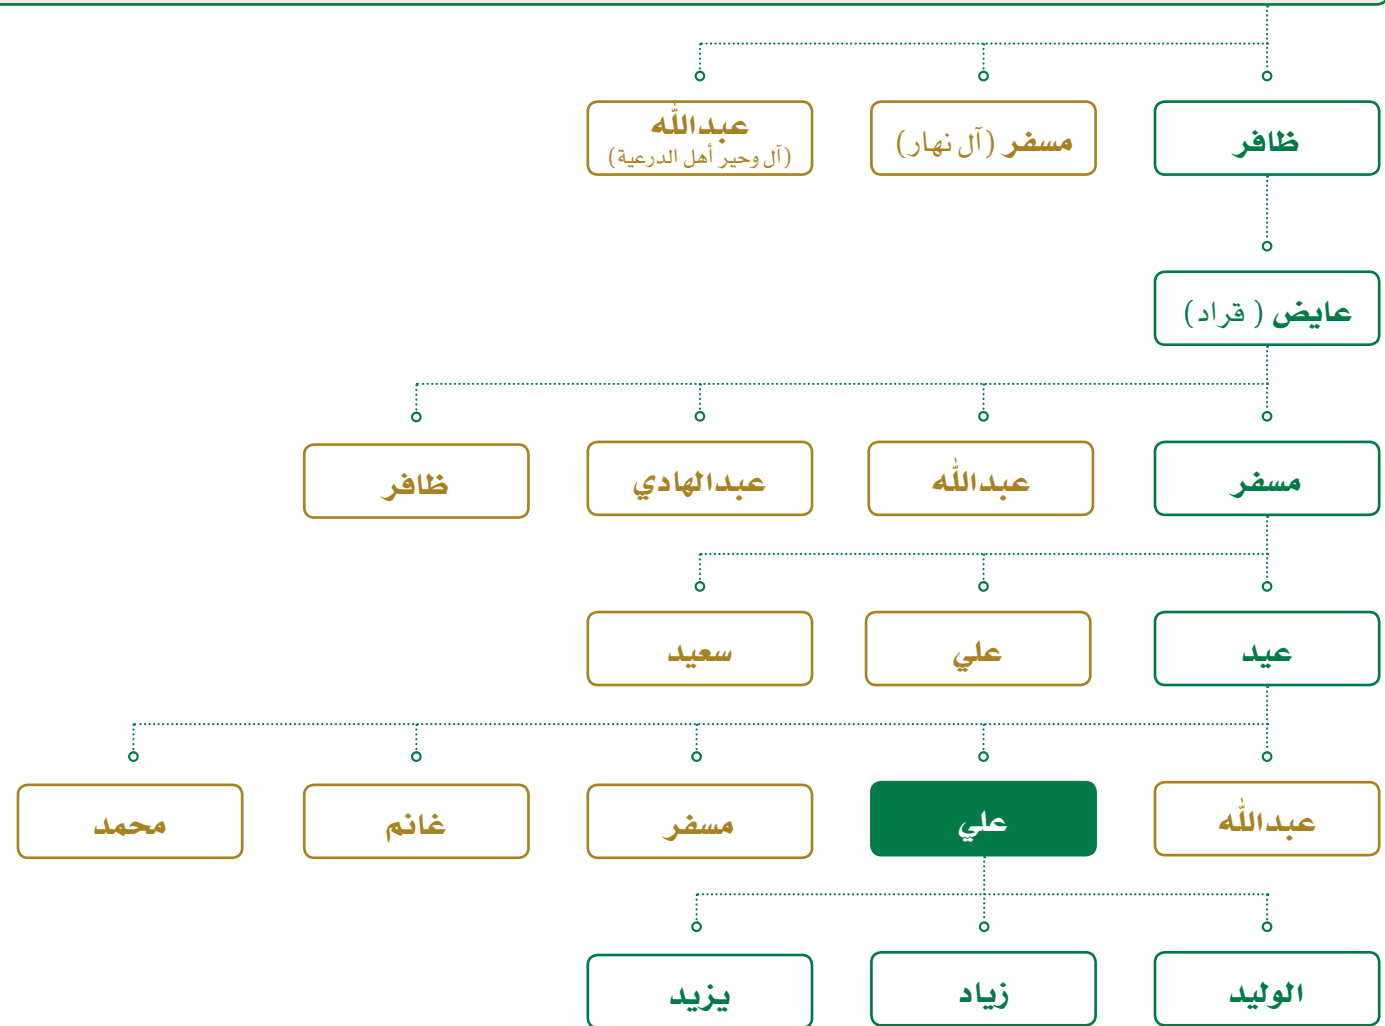 ظافر
مسفر (آل نهار)
عبدالله
(آل وحير أهل الدرعية)
عايض ( قراد)
مسفر
عبدالله
عبدالهادي
ظافر
عيد
علي
سعيد
عبدالله
علي
مسفر
غانم
محمد
الوليد
زياد
يزيد